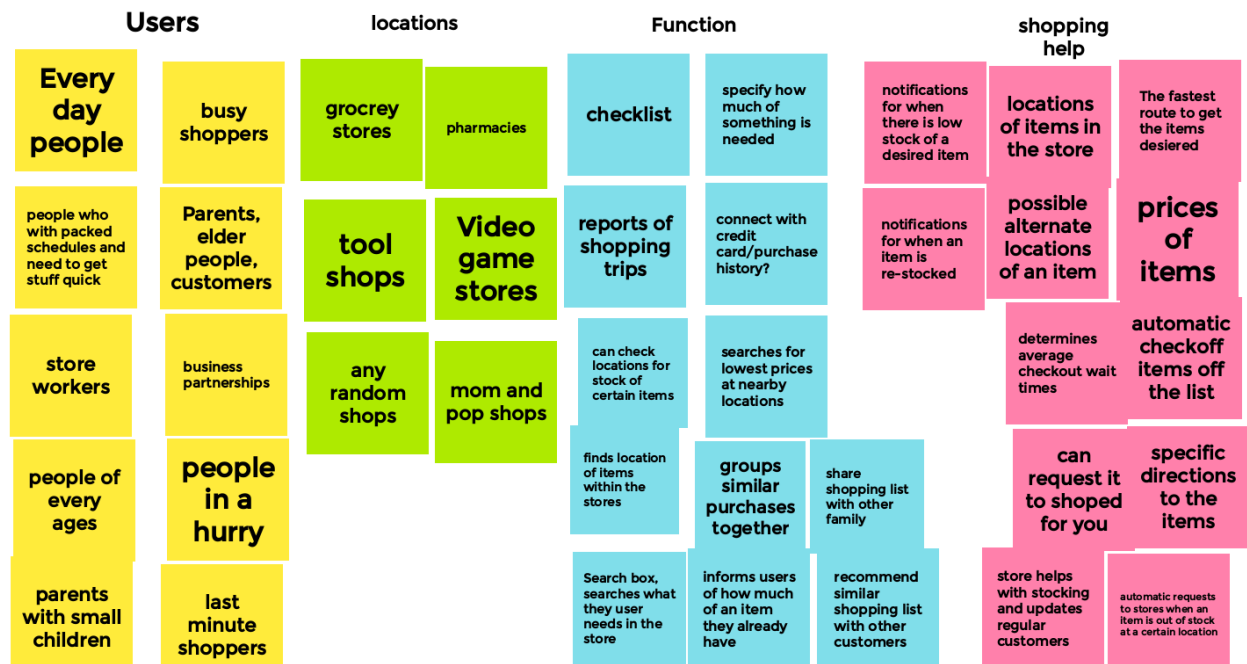 Users
Every
day
people
busy
shoppers
people who
with packed
schedules and
need to get
stuff quick
Parents,
elder
people,
customers
store
workers
business
partnerships
people of
every
ages
people
in a
hurry
parents
with small
children
last
minute
shoppers
locations
grocrey
stores
pharmacies
tool
shops
Video
game
stores
any
random
shops
mom and
pop shops
Function
checklist
specify how
much of
something is
needed
reports of
shopping
trips
connect with
credit
card/purchase
history?
can check
locations for
stock of
certain items
searches for
lowest prices
at nearby
locations
finds location
of items
within the
stores
groups
similar
purchases
together
share
shopping list
with other
family
Search box,
searches what
they user
needs in the
store
informs users
of how much
of an item
they already
have
recommend
similar
shopping list
with other
customers
shopping
help
notifications
for when
there is low
stock of a
desired item
locations
of items in
the store
The fastest
route to get
the items
desiered
notifications
for when an
item is
re-stocked
possible
alternate
locations
of an item
prices
of
items
determines
average
checkout wait
times
automatic
checkoff
items off
the list
can
request it
to shoped
for you
specific
directions
to the
items
store helps
with stocking
and updates
regular
customers
automatic requests
to stores when an
item is out of stock
at a certain location